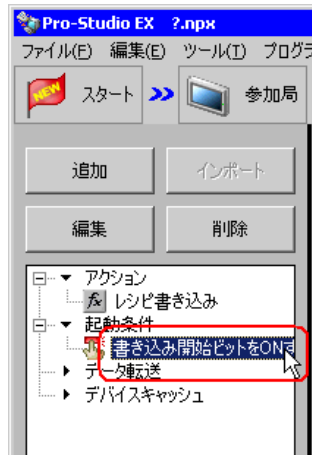 Pro-Studio EX ?.npx
ファイル(F) 編集(E) ツール(T) プログラ
NEW スタート >> 参加局
追加 インポート
編集 削除
アクション
fx レシピ書き込み
起動条件
書き込み開始ビットをONす
データ転送
デバイスキャッシュ